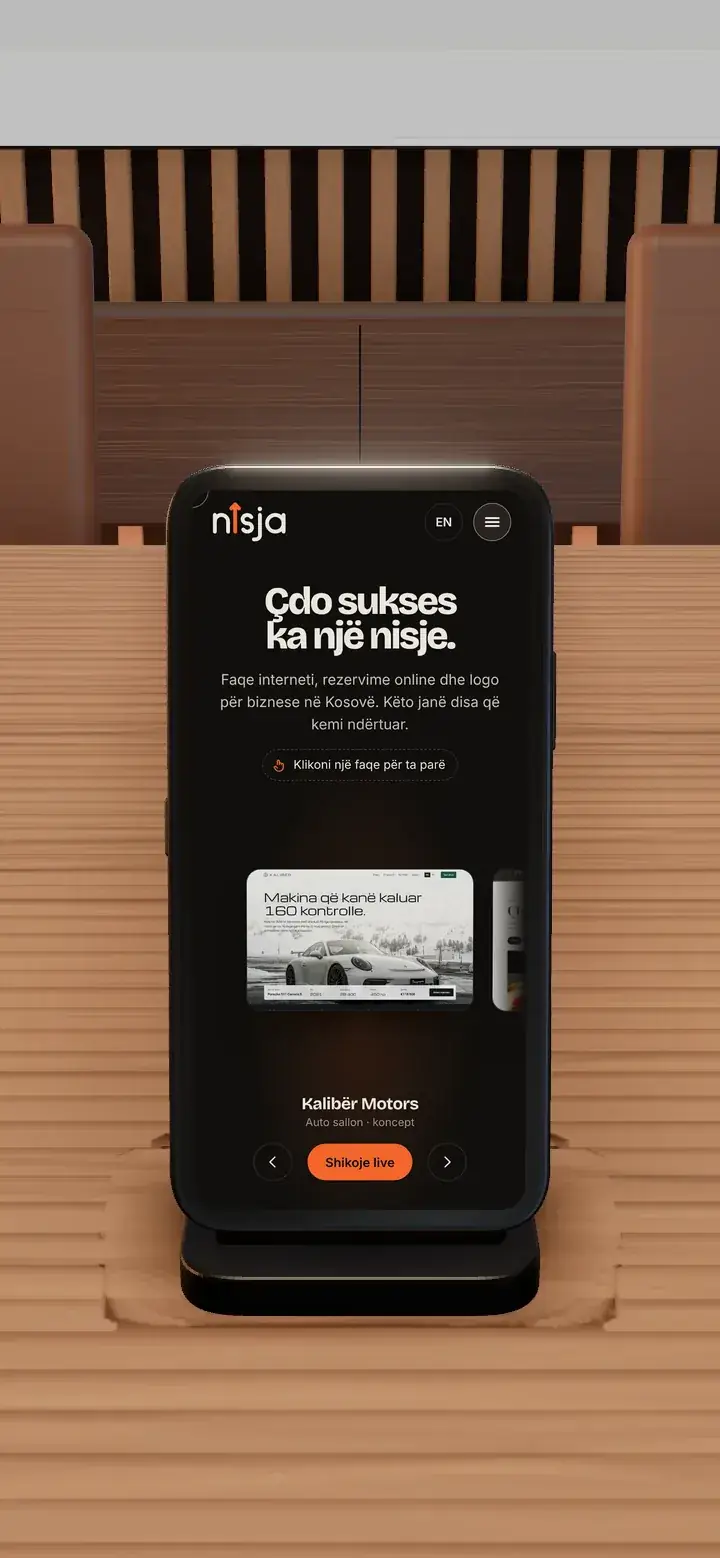 nisja
EN
Çdo sukses
ka një nisje.
Faqe interneti, rezervime online dhe logo
për biznese në Kosovë. Këto janë disa që
kemi ndërtuar.
Klikoni një faqe për ta parë
KALIBËR
Makina që kanë kaluar
160 kontrolle.
Kalibër Motors
Auto sallon · koncept
Shikoje live